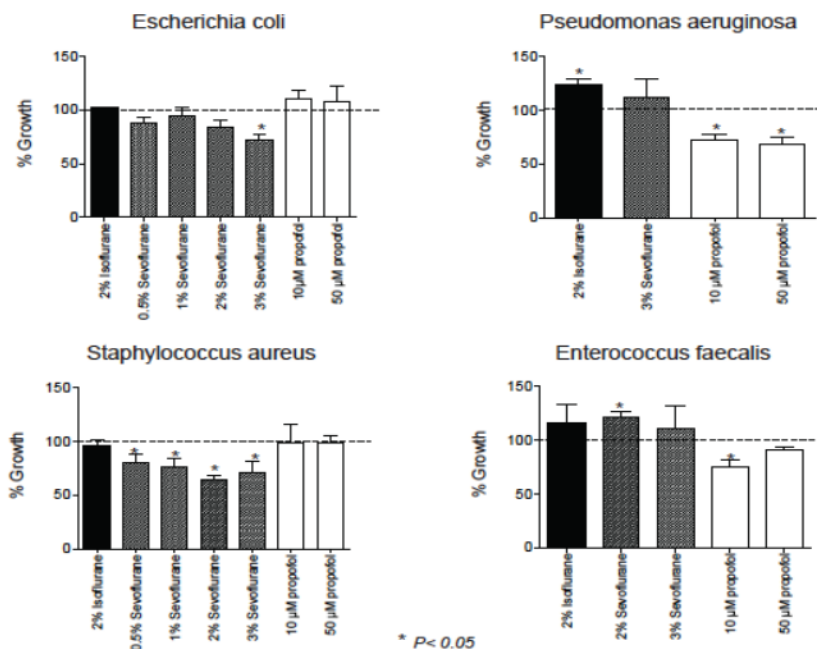 Escherichia coli
% Growth
150
100
50
0
2% Isoflurane
0.5% Sevoflurane
1% Sevoflurane
2% Sevoflurane
3% Sevoflurane
10µM propofol
50 µM propofol
*
Pseudomonas aeruginosa
% Growth
150
100
50
0
2% Isoflurane
3% Sevoflurane
10 µM propofol
50 µM propofol
*
*
*
Staphylococcus aureus
% Growth
150
100
50
0
2% Isoflurane
0.5% Sevoflurane
1% Sevoflurane
2% Sevoflurane
3% Sevoflurane
10 µM propofol
50 µM propofol
*
*
*
*
Enterococcus faecalis
% Growth
150
100
50
0
2% Isoflurane
2% Sevoflurane
3% Sevoflurane
10 µM propofol
50 µM propofol
*
*
* P< 0.05